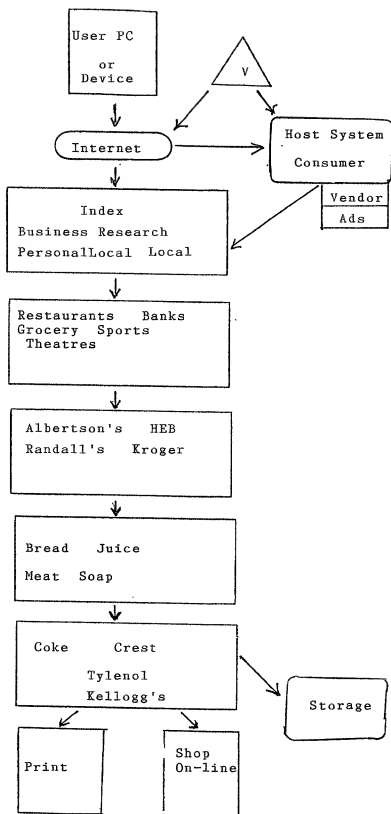 User PC
or
Device
V
Internet
Host System
Consumer
Vendor
Ads
Index
Business Research
PersonalLocal Local
Restaurants Banks
Grocery Sports
Theatres
Albertson's HEB
Randall's Kroger
Bread Juice
Meat Soap
Coke Crest
Tylenol
Kellogg's
Storage
Print
Shop
On-line